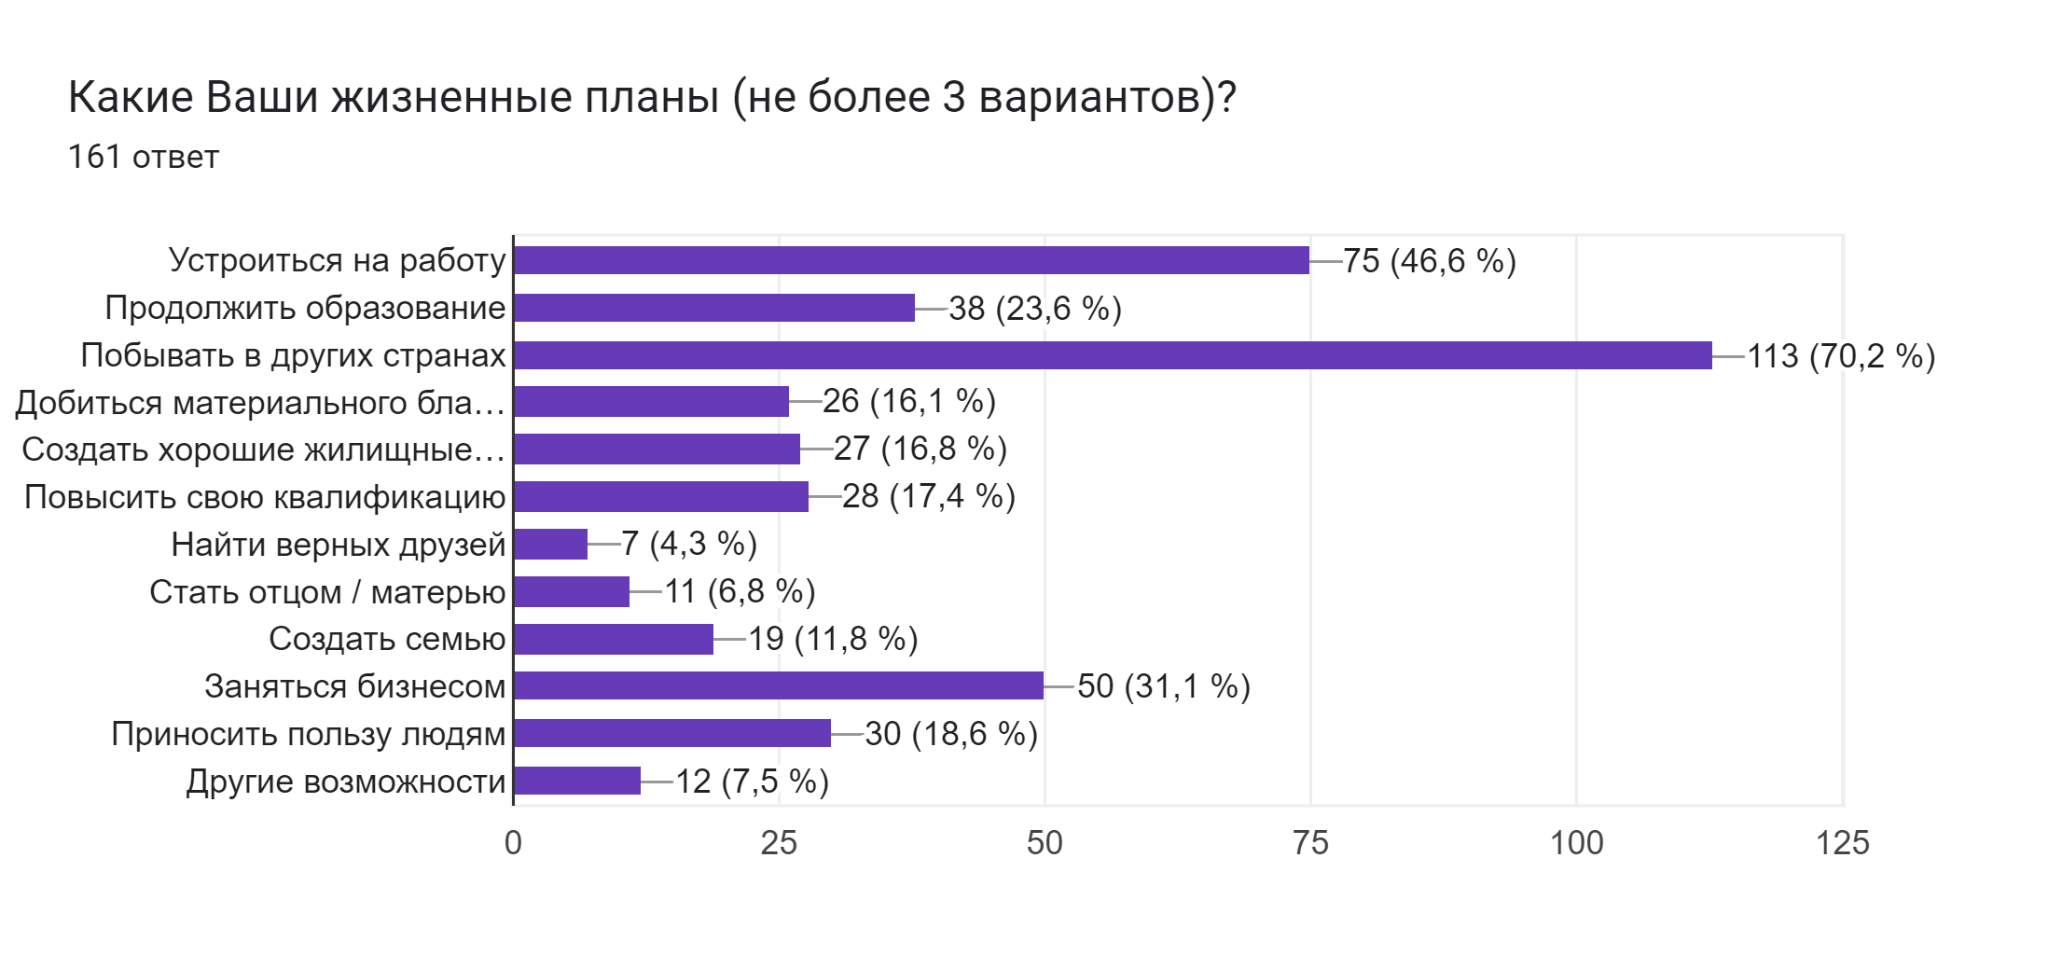 Какие Ваши жизненные планы (не более 3 вариантов)?
161 ответ
Устроиться на работу 75 (46,6 %)
Продолжить образование 38 (23,6 %)
Побывать в других странах 113 (70,2 %)
Добиться материального бла… 26 (16,1 %)
Создать хорошие жилищные… 27 (16,8 %)
Повысить свою квалификацию 28 (17,4 %)
Найти верных друзей 7 (4,3 %)
Стать отцом / матерью 11 (6,8 %)
Создать семью 19 (11,8 %)
Заняться бизнесом 50 (31,1 %)
Приносить пользу людям 30 (18,6 %)
Другие возможности 12 (7,5 %)
0 25 50 75 100 125